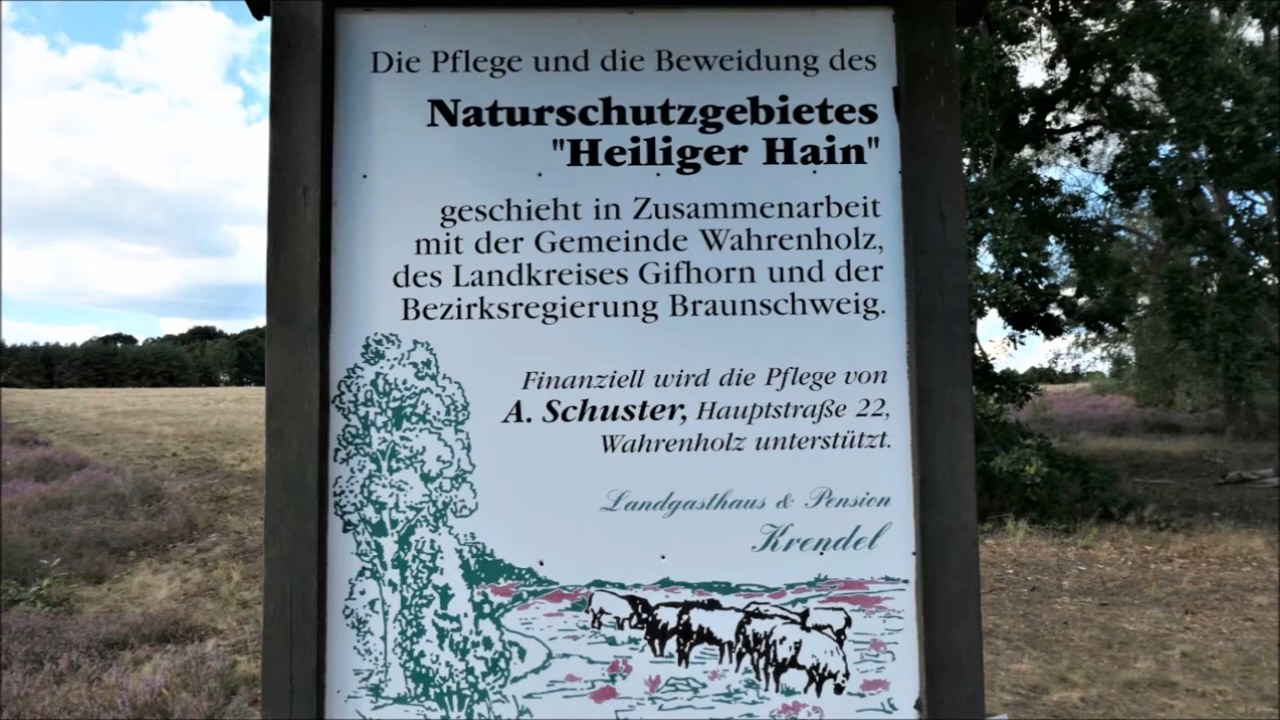 Die Pflege und die Beweidung des
Naturschutzgebietes
"Heiliger Hain"
geschieht in Zusammenarbeit
mit der Gemeinde Wahrenholz,
des Landkreises Gifhorn und der
Bezirksregierung Braunschweig.
Finanziell wird die Pflege von
A. Schuster, Hauptstraße 22,
Wahrenholz unterstützt.
Landgasthaus & Pension
Krendel